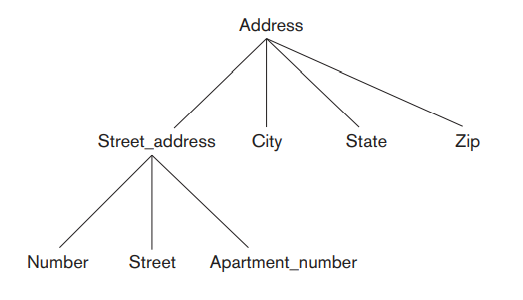 Address
Street_address City State Zip
Number Street Apartment_number